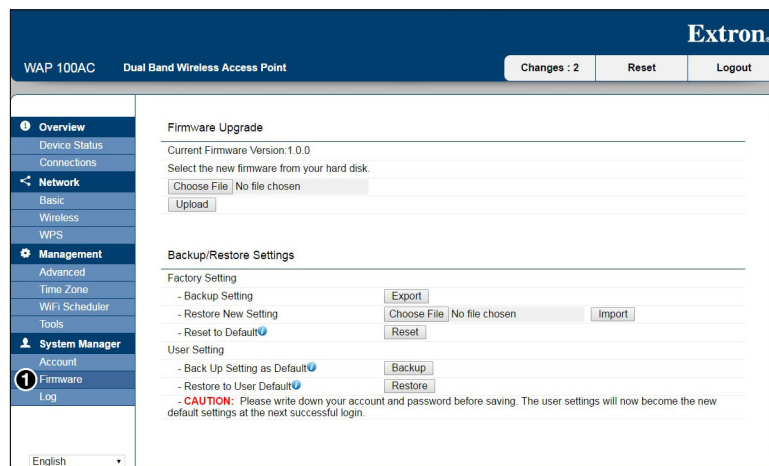 Extron®
WAP 100AC Dual Band Wireless Access Point
Changes : 2 Reset Logout
Overview
Device Status
Connections
Network
Basic
Wireless
WPS
Management
Advanced
Time Zone
WiFi Scheduler
Tools
System Manager
Account
1 Firmware
Log
English
Firmware Upgrade
Current Firmware Version:1.0.0
Select the new firmware from your hard disk.
Choose File No file chosen
Upload
Backup/Restore Settings
Factory Setting
- Backup Setting Export
- Restore New Setting Choose File No file chosen Import
- Reset to Default Reset
User Setting
- Back Up Setting as Default Backup
- Restore to User Default Restore
- CAUTION: Please write down your account and password before saving. The user settings will now become the new
default settings at the next successful login.